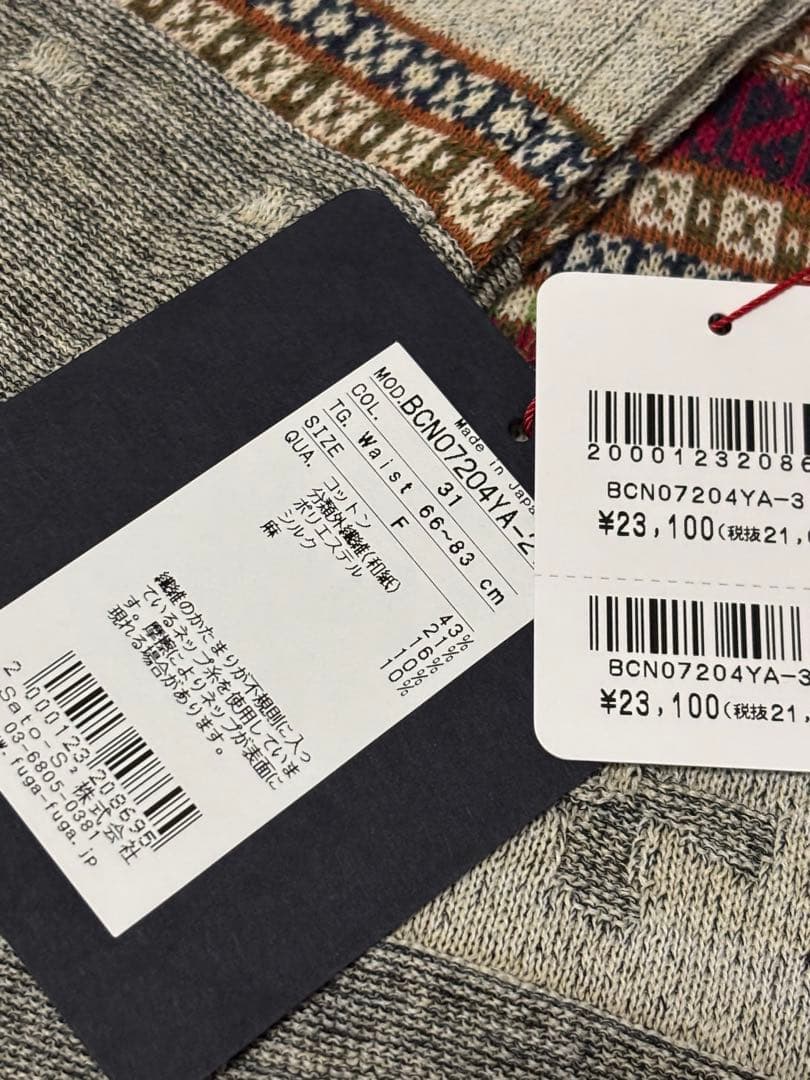 Made in Japa
MOD. BCN07204YA-2
COL. 31
TG. Waist 66~83 cm
SIZE F
QUA.
コットン 43%
分類外繊維(和紙) 21%
ポリエステル 16%
シルク 10%
麻 10%
繊維のかたまりが不規則に入っ
ているネップ糸を使用していま
す。摩擦によりネップが表面に
現れる場合があります。
2 000123 208695
Sato-S² 株式会社
03-6805-0381
w.fuga-fuga.jp
20001232086
BCN07204YA-3
¥23,100(税抜21,
BCN07204YA-3
¥23,100(税抜21,